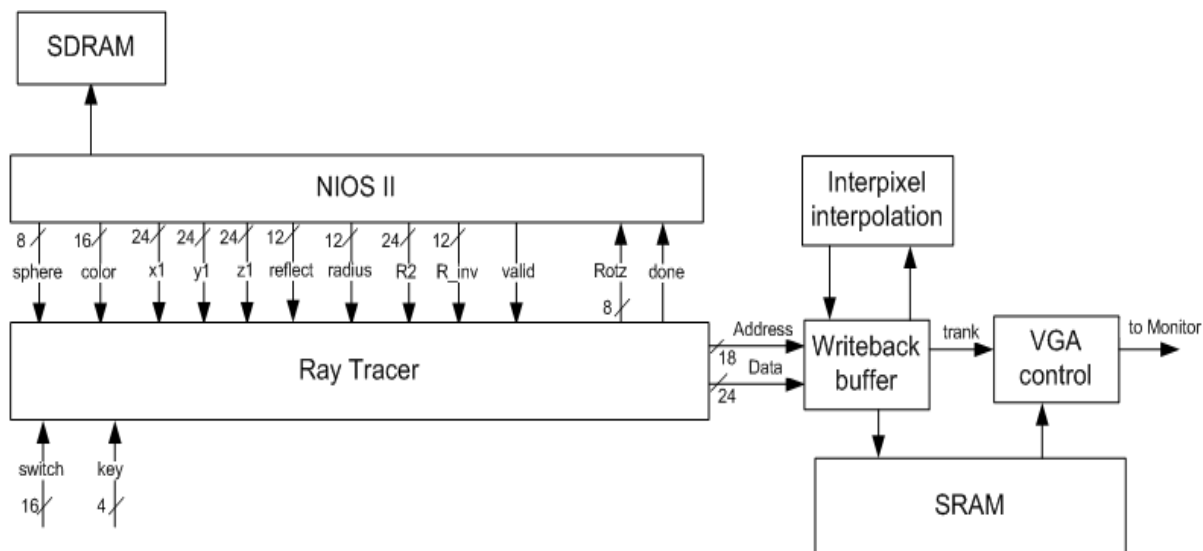 SDRAM
NIOS II
Interpixel
interpolation
8 16 24 24 24 12 12 24 12
sphere color x1 y1 z1 reflect radius R2 R_inv valid Rotz done
8
Ray Tracer
Address
18
Data
24
Writeback
buffer
trank
VGA
control
to Monitor
switch key
16 4
SRAM